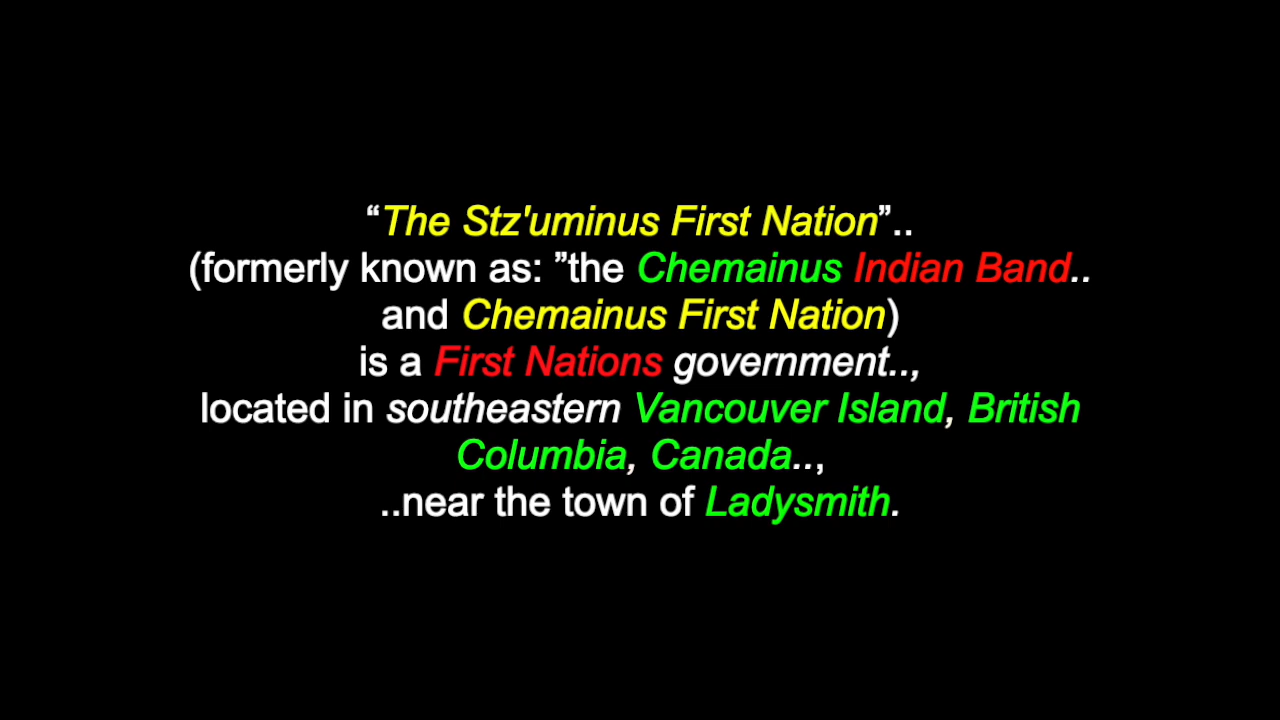 “The Stz'uminus First Nation”..
(formerly known as: ”the Chemainus Indian Band..
and Chemainus First Nation)
is a First Nations government..,
located in southeastern Vancouver Island, British
Columbia, Canada..,
..near the town of Ladysmith.